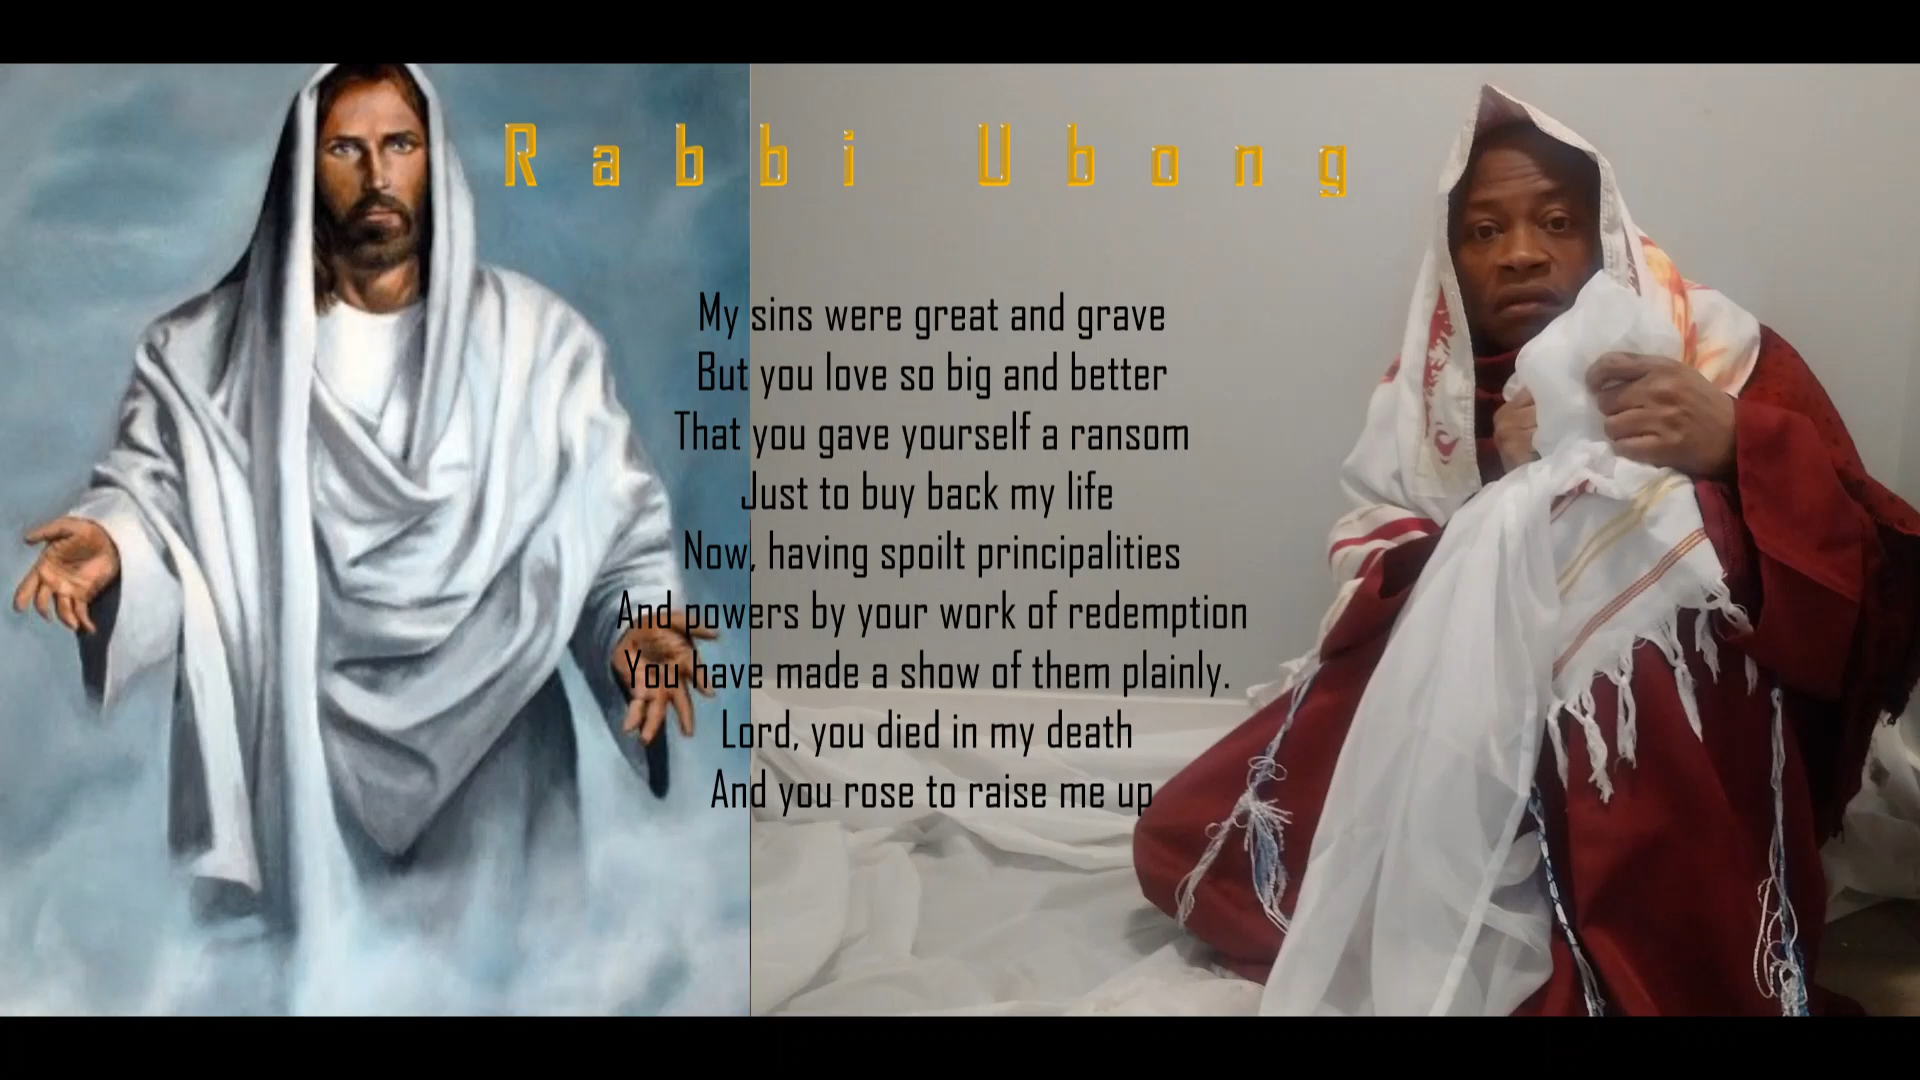 Rabbi Ubong
My sins were great and grave
But you love so big and better
That you gave yourself a ransom
Just to buy back my life
Now, having spoilt principalities
And powers by your work of redemption
You have made a show of them plainly.
Lord, you died in my death
And you rose to raise me up